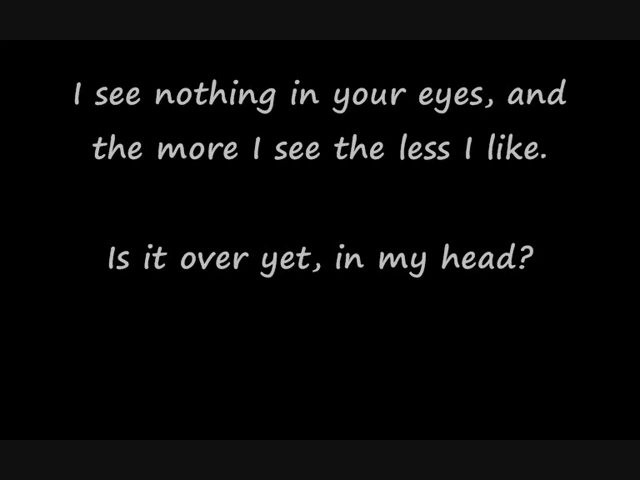 I see nothing in your eyes, and
the more I see the less I like.
Is it over yet, in my head?